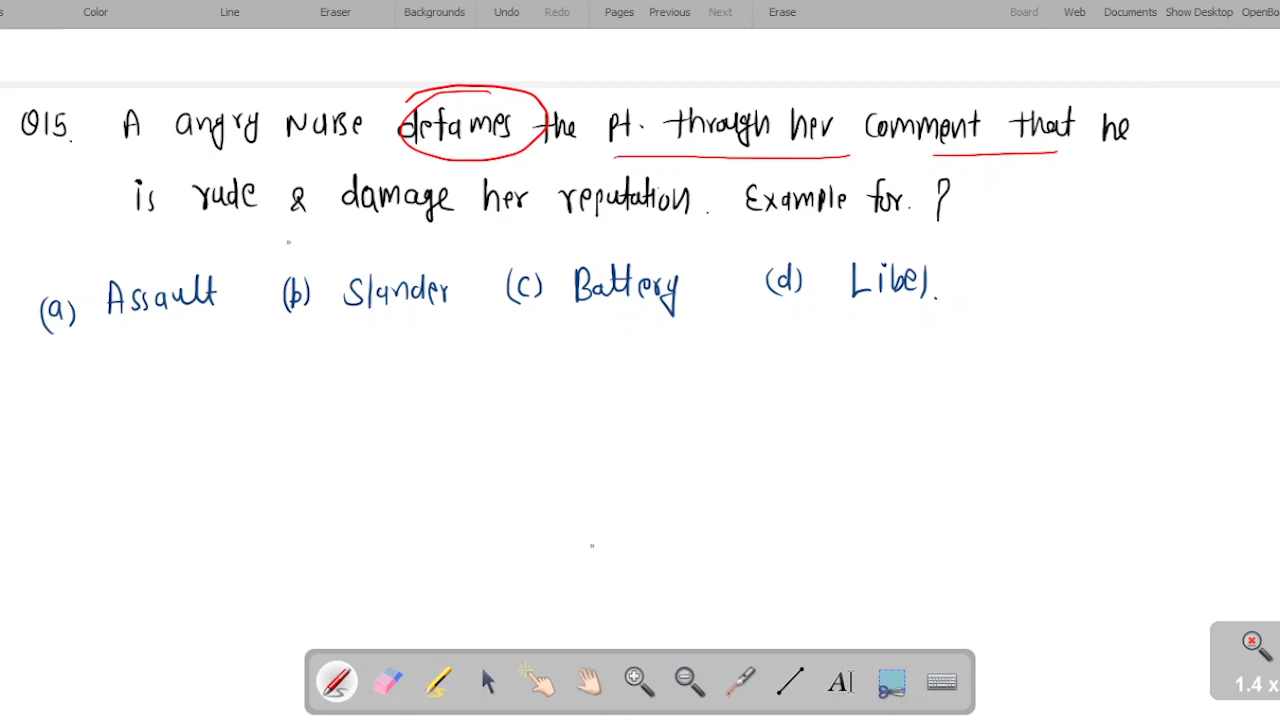 s Color Line Eraser Backgrounds Undo Redo Pages Previous Next Erase Board Web Documents Show Desktop OpenBo
Q15. A angry Nurse defames the pt. through her comment that he
is rude & damage her reputation. Example for. ?
(a) Assault (b) Slander (c) Battery (d) Libel.
1.4 x